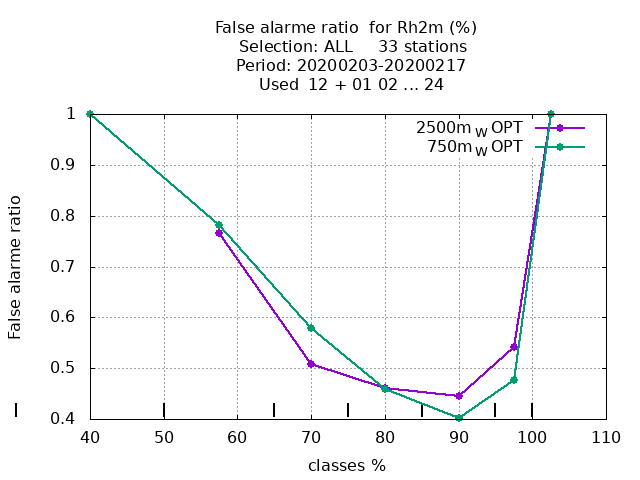 False alarme ratio for Rh2m (%)
Selection: ALL 33 stations
Period: 20200203-20200217
Used 12 + 01 02 ... 24
2500m W OPT
750m W OPT
1
0.9
0.8
0.7
0.6
0.5
0.4
False alarme ratio
40 50 60 70 80 90 100 110
classes %